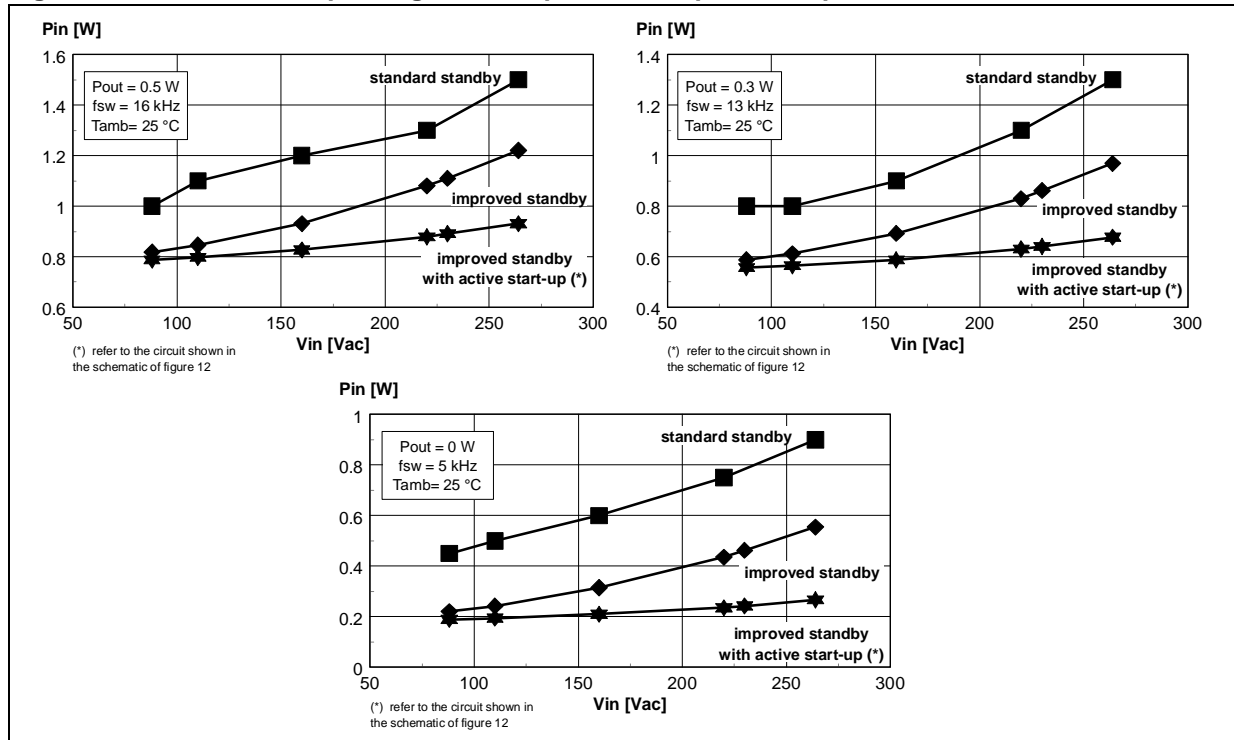 Pin [W]
1.6
1.4
1.2
1
0.8
0.6
Pout = 0.5 W
fsw = 16 kHz
Tamb= 25 °C
standard standby
improved standby
improved standby
with active start-up (*)
50 100 150 200 250 300
Vin [Vac]
(*) refer to the circuit shown in
the schematic of figure 12
Pin [W]
1.4
1.2
1
0.8
0.6
0.4
Pout = 0.3 W
fsw = 13 kHz
Tamb= 25 °C
standard standby
improved standby
improved standby
with active start-up (*)
50 100 150 200 250 300
Vin [Vac]
(*) refer to the circuit shown in
the schematic of figure 12
Pin [W]
1
0.8
0.6
0.4
0.2
0
Pout = 0 W
fsw = 5 kHz
Tamb= 25 °C
standard standby
improved standby
improved standby
with active start-up (*)
50 100 150 200 250 300
Vin [Vac]
(*) refer to the circuit shown in
the schematic of figure 12